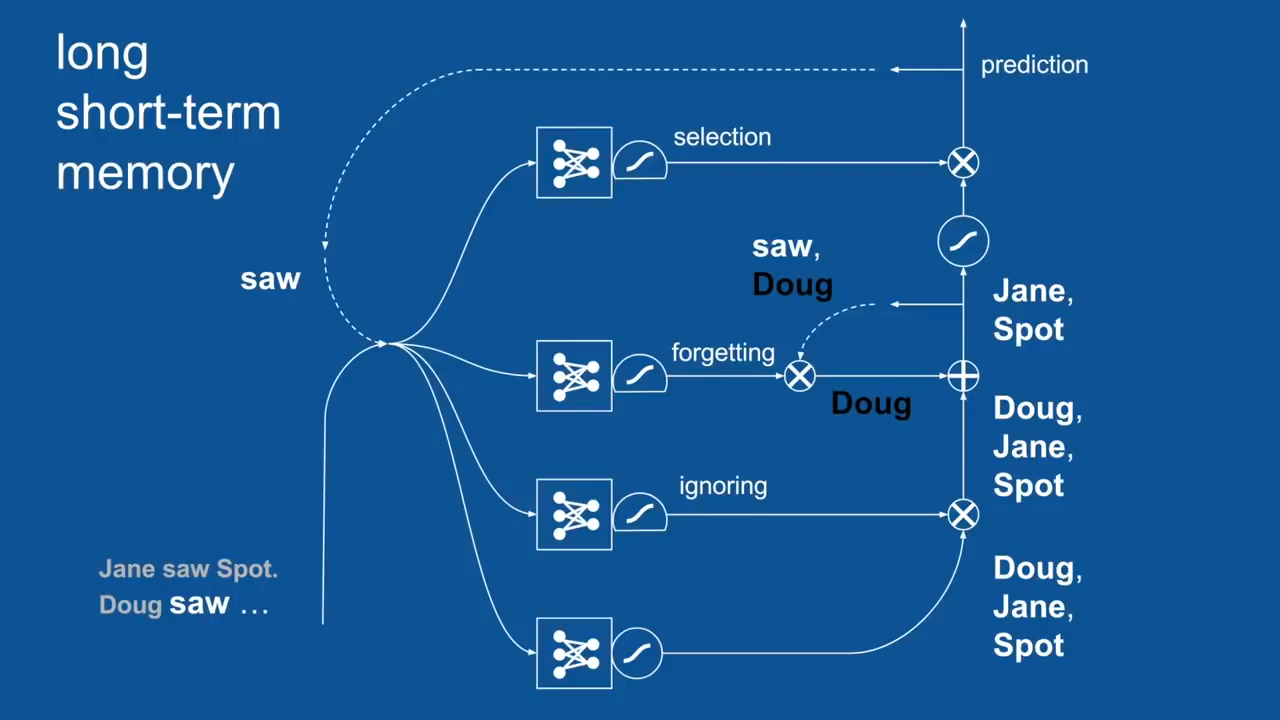 long
short-term
memory
prediction
selection
saw,
Doug
saw
Jane,
Spot
forgetting
Doug
Doug,
Jane,
Spot
ignoring
Jane saw Spot.
Doug saw ...
Doug,
Jane,
Spot